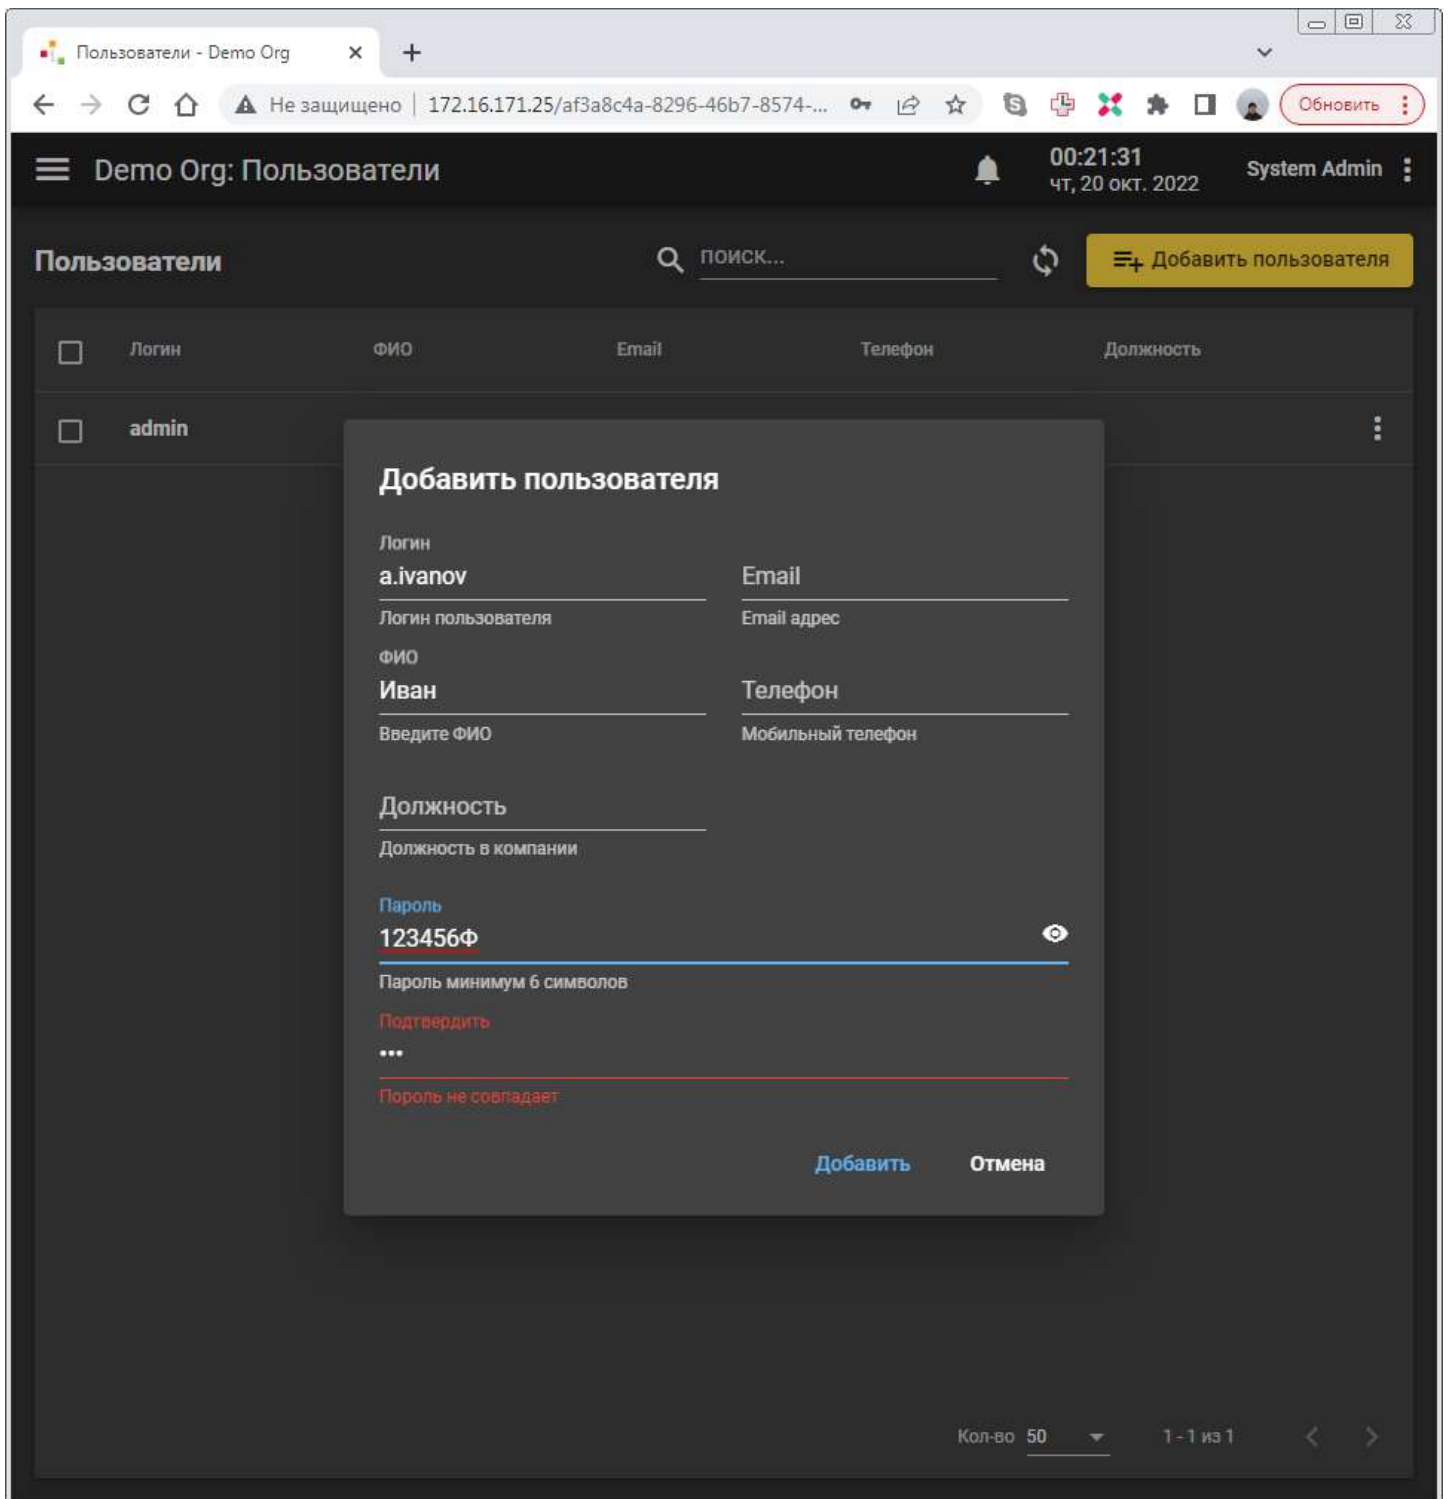 Пользователи - Demo Org
Не защищено 172.16.171.25/af3a8c4a-8296-46b7-8574-... Обновить
Demo Org: Пользователи
00:21:31
чт, 20 окт. 2022
System Admin
Пользователи
поиск...
Добавить пользователя
Логин ФИО Email Телефон Должность
admin
Добавить пользователя
Логин
a.ivanov
Email
Логин пользователя
Email адрес
ФИО
Иван
Телефон
Введите ФИО
Мобильный телефон
Должность
Должность в компании
Пароль
123456Ф
Пароль минимум 6 символов
Подтвердить
•••
Пороль не совпадает
Добавить Отмена
Кол-во 50 1 - 1 из 1